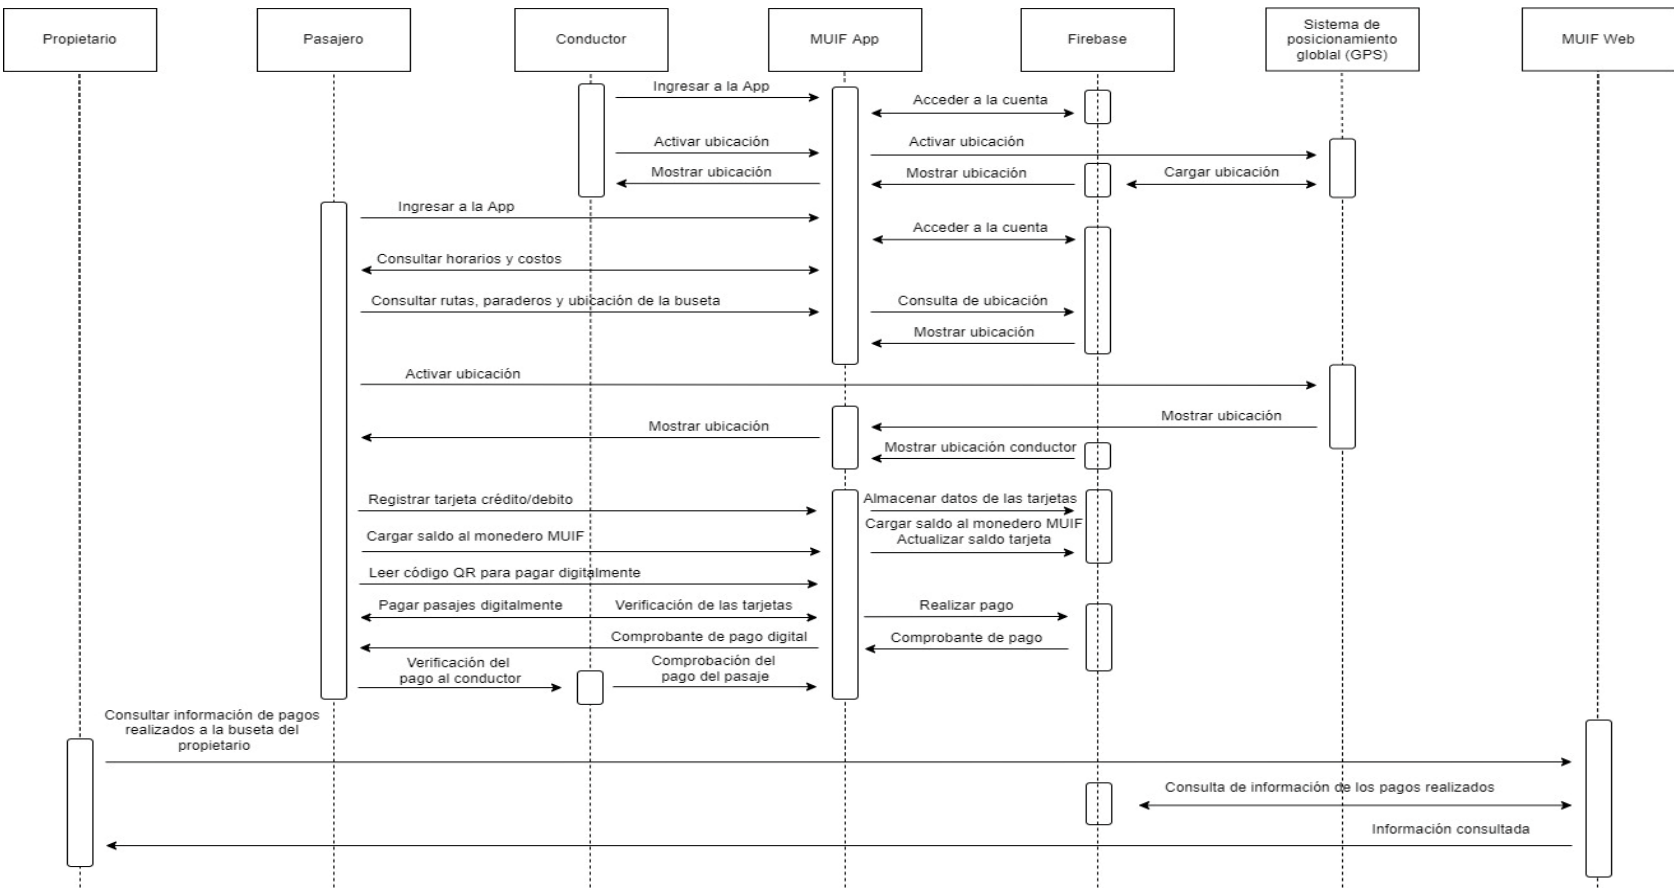 Propietario
Pasajero
Conductor
MUIF App
Firebase
Sistema de
posicionamiento
globlal (GPS)
MUIF Web
Ingresar a la App
Acceder a la cuenta
Activar ubicación
Activar ubicación
Mostrar ubicación
Mostrar ubicación
Cargar ubicación
Ingresar a la App
Acceder a la cuenta
Consultar horarios y costos
Consultar rutas, paraderos y ubicación de la buseta
Consulta de ubicación
Mostrar ubicación
Activar ubicación
Mostrar ubicación
Mostrar ubicación
Mostrar ubicación conductor
Registrar tarjeta crédito/debito
Almacenar datos de las tarjetas
Cargar saldo al monedero MUIF
Actualizar saldo tarjeta
Cargar saldo al monedero MUIF
Leer código QR para pagar digitalmente
Pagar pasajes digitalmente
Verificación de las tarjetas
Realizar pago
Comprobante de pago digital
Comprobante de pago
Verificación del
pago al conductor
Comprobación del
pago del pasaje
Consultar información de pagos
realizados a la buseta del
propietario
Consulta de información de los pagos realizados
Información consultada